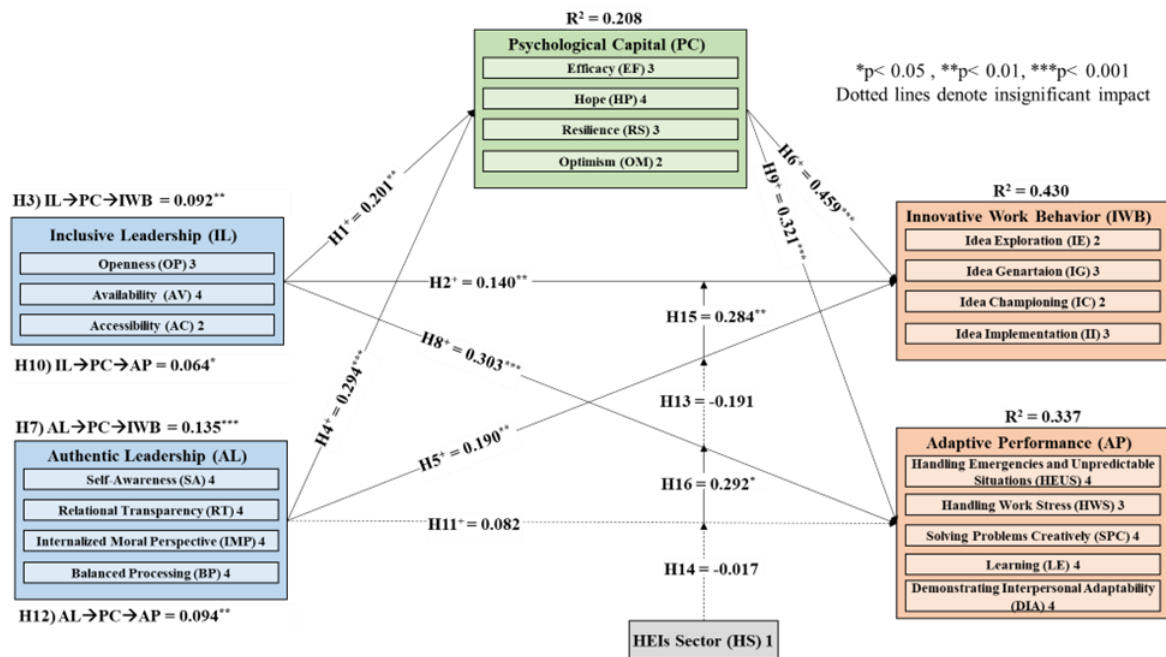 R² = 0.208
Psychological Capital (PC)
Efficacy (EF) 3
Hope (HP) 4
Resilience (RS) 3
Optimism (OM) 2
*p< 0.05 , **p< 0.01, ***p< 0.001
Dotted lines denote insignificant impact
H3) IL→PC→IWB = 0.092**
Inclusive Leadership (IL)
Openness (OP) 3
Availability (AV) 4
Accessibility (AC) 2
H10) IL→PC→AP = 0.064*
H7) AL→PC→IWB = 0.135***
Authentic Leadership (AL)
Self-Awareness (SA) 4
Relational Transparency (RT) 4
Internalized Moral Perspective (IMP) 4
Balanced Processing (BP) 4
H12) AL→PC→AP = 0.094**
H1⁺ = 0.201**
H4⁺ = 0.294***
H2⁺ = 0.140**
H8⁺ = 0.303***
H5⁺ = 0.190**
H11⁺ = 0.082
H6⁺ = 0.459***
H9⁺ = 0.321***
H15 = 0.284**
H13 = -0.191
H16 = 0.292*
H14 = -0.017
HEIs Sector (HS) 1
R² = 0.430
Innovative Work Behavior (IWB)
Idea Exploration (IE) 2
Idea Genartaion (IG) 3
Idea Championing (IC) 2
Idea Implementation (II) 3
R² = 0.337
Adaptive Performance (AP)
Handling Emergencies and Unpredictable
Situations (HEUS) 4
Handling Work Stress (HWS) 3
Solving Problems Creatively (SPC) 4
Learning (LE) 4
Demonstrating Interpersonal Adaptability
(DIA) 4